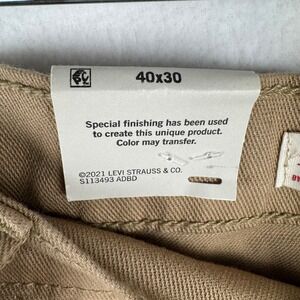 40x30
Special finishing has been used
to create this unique product.
Color may transfer.
©2021 LEVI STRAUSS & CO.
S113493 ADBD